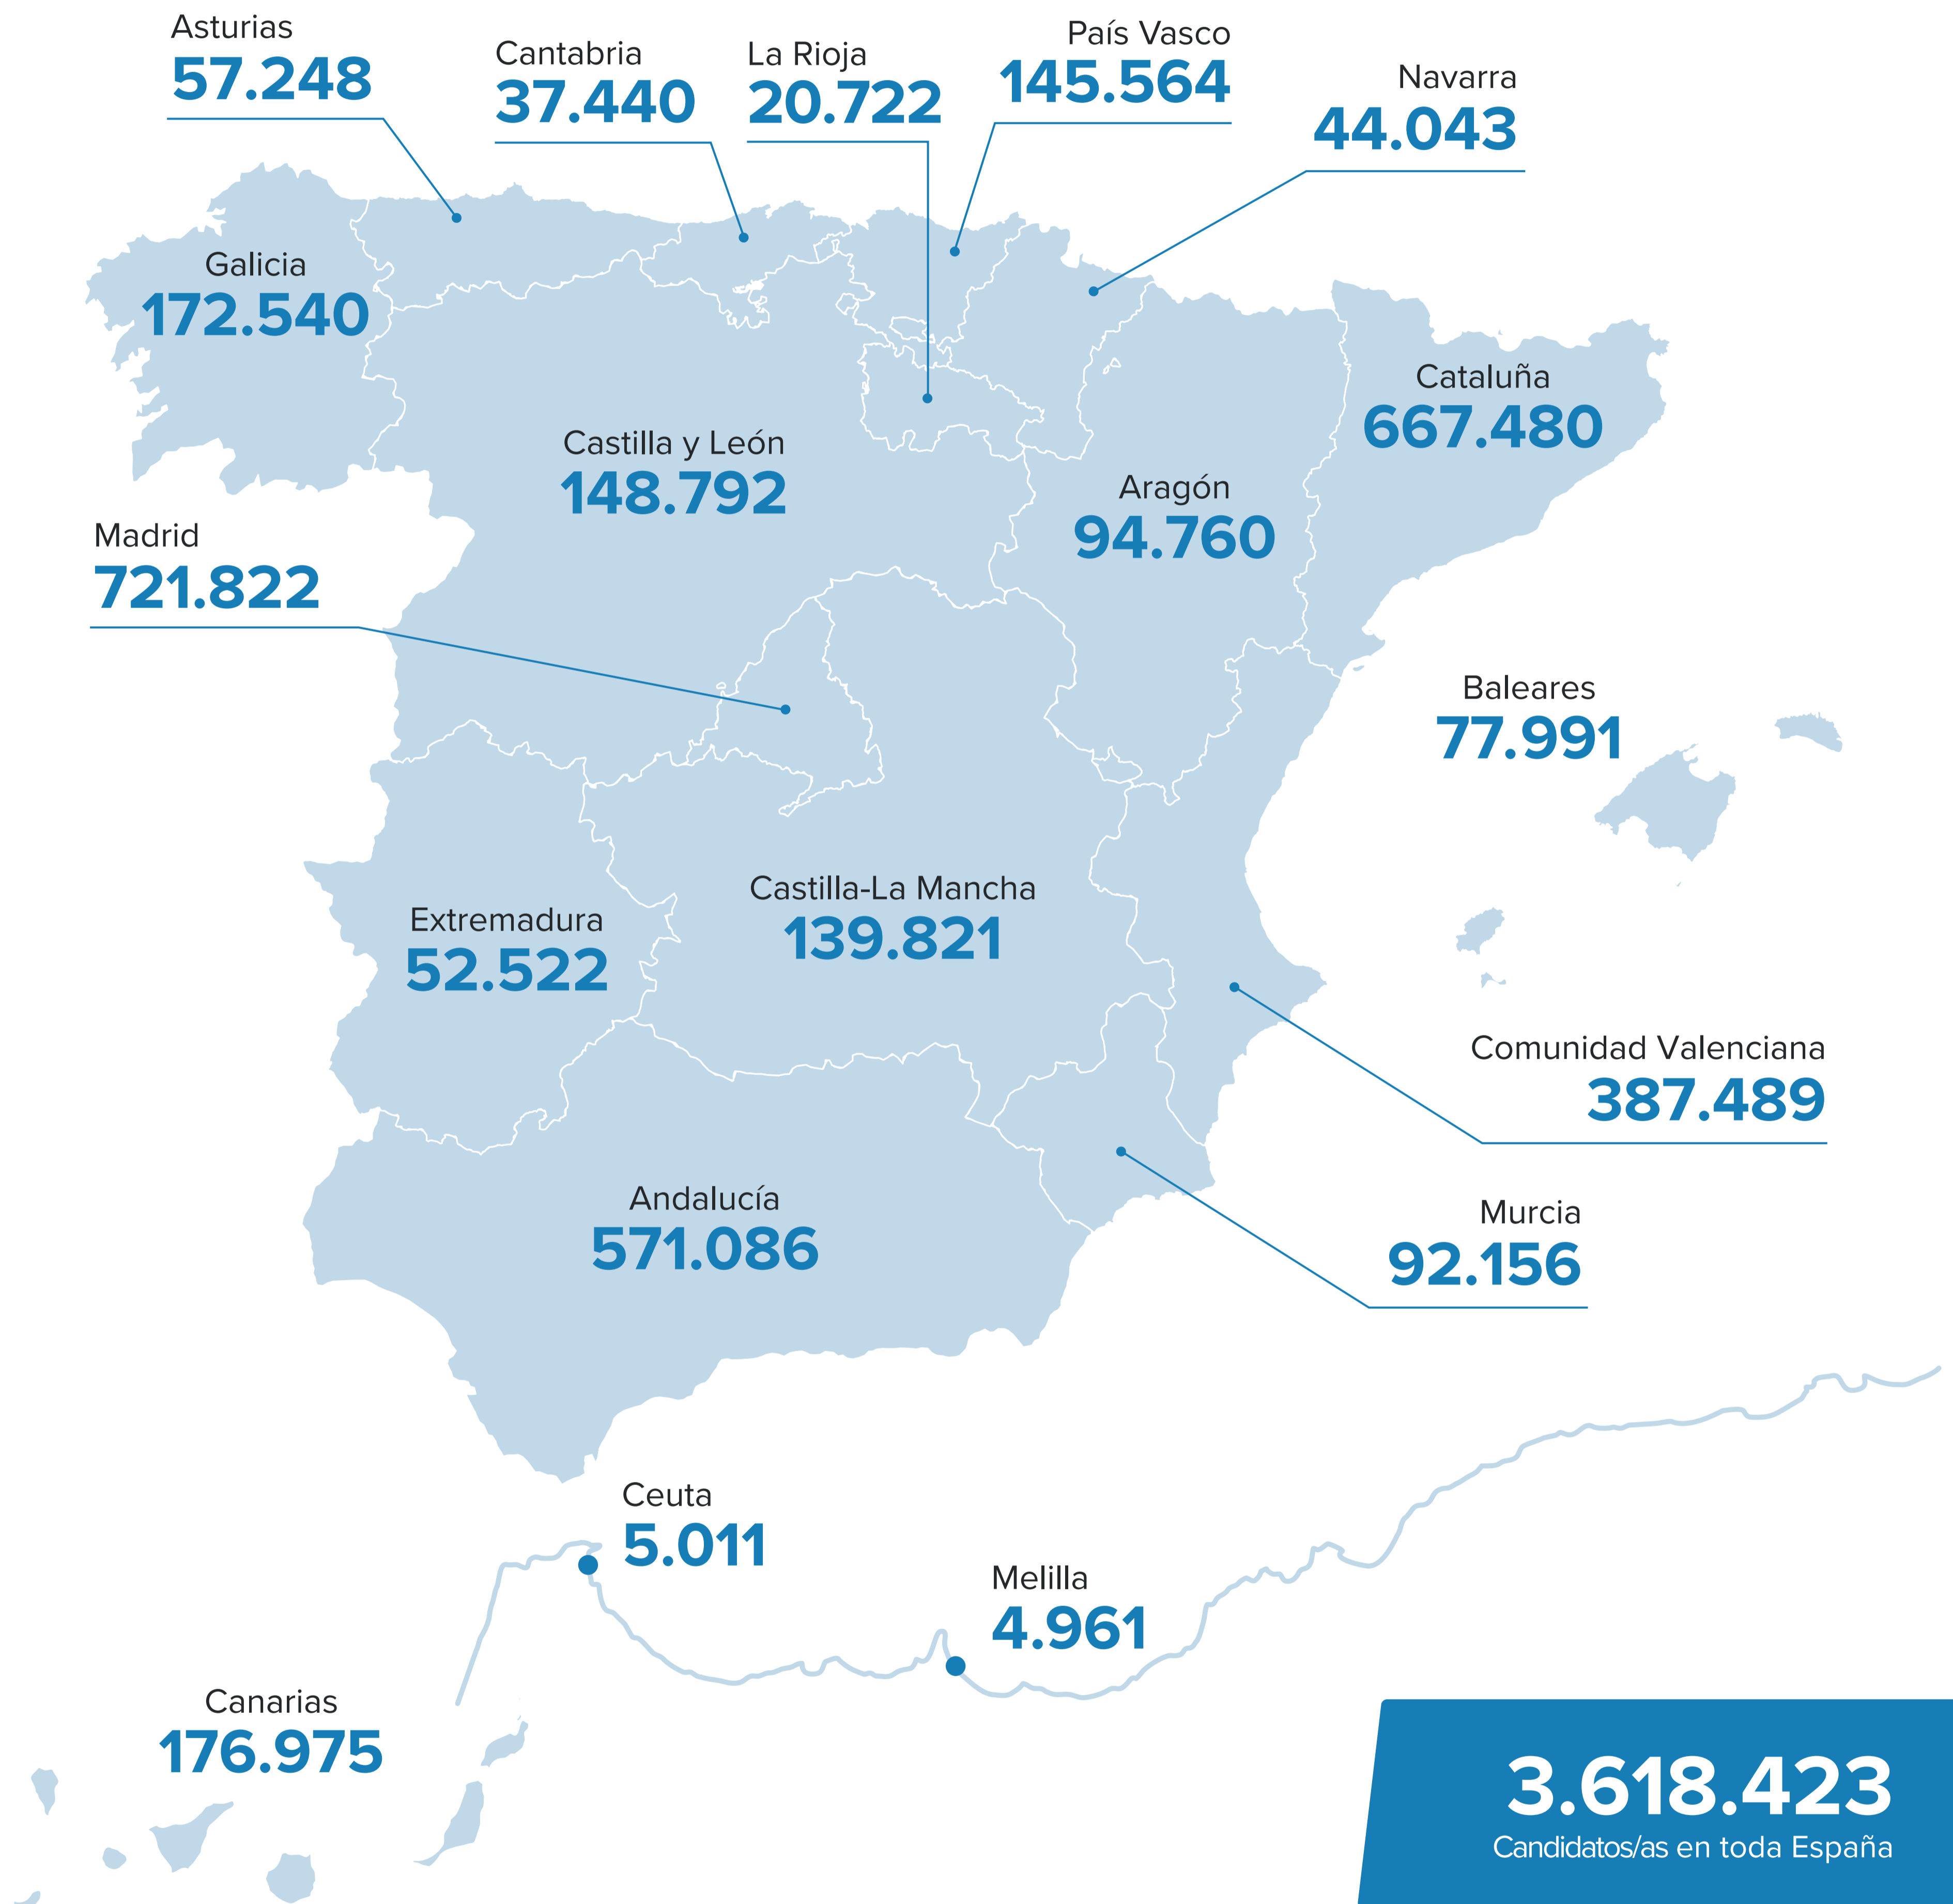 Asturias
57.248
Cantabria
37.440
La Rioja
20.722
País Vasco
145.564
Navarra
44.043
Galicia
172.540
Cataluña
667.480
Castilla y León
148.792
Aragón
94.760
Madrid
721.822
Baleares
77.991
Castilla-La Mancha
139.821
Extremadura
52.522
Comunidad Valenciana
387.489
Andalucía
571.086
Murcia
92.156
Ceuta
5.011
Melilla
4.961
Canarias
176.975
3.618.423
Candidatos/as en toda España